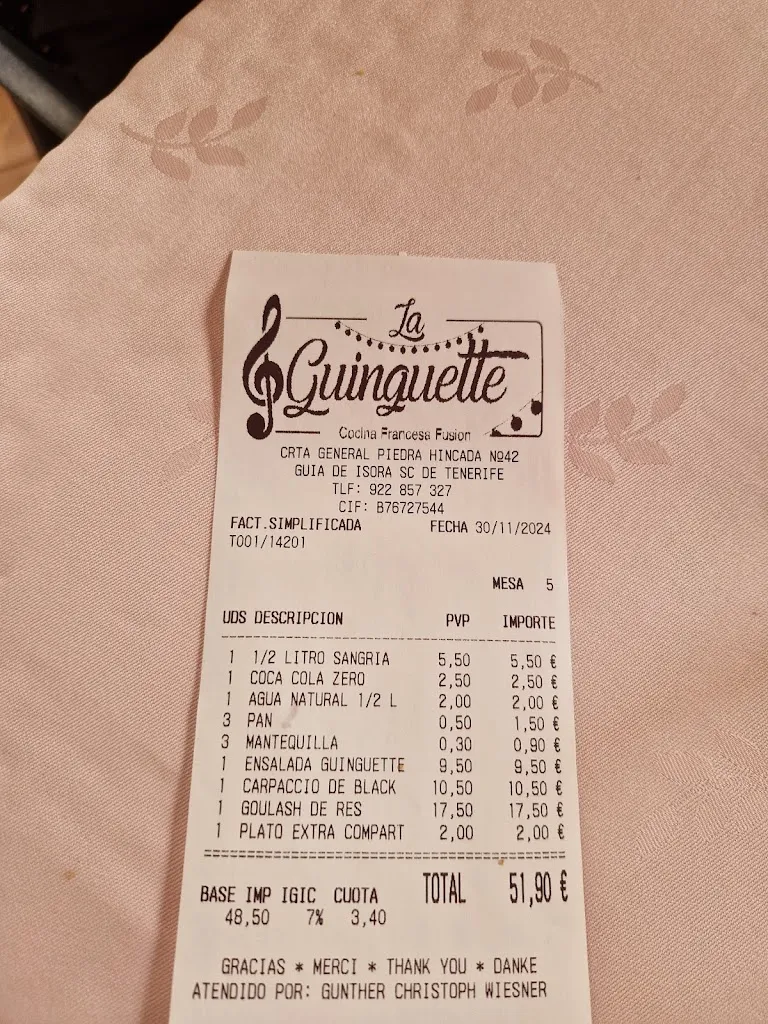 La
Guinguette
Cocina Francesa Fusion
CRTA GENERAL PIEDRA HINCADA Nº42
GUIA DE ISORA SC DE TENERIFE
TLF: 922 857 327
CIF: B76727544
FACT.SIMPLIFICADA FECHA 30/11/2024
T001/14201
MESA 5
UDS DESCRIPCION PVP IMPORTE
1 1/2 LITRO SANGRIA 5,50 5,50 €
1 COCA COLA ZERO 2,50 2,50 €
1 AGUA NATURAL 1/2 L 2,00 2,00 €
3 PAN 0,50 1,50 €
3 MANTEQUILLA 0,30 0,90 €
1 ENSALADA GUINGUETTE 9,50 9,50 €
1 CARPACCIO DE BLACK 10,50 10,50 €
1 GOULASH DE RES 17,50 17,50 €
1 PLATO EXTRA COMPART 2,00 2,00 €
BASE IMP IGIC CUOTA TOTAL 51,90 €
48,50 7% 3,40
GRACIAS * MERCI * THANK YOU * DANKE
ATENDIDO POR: GUNTHER CHRISTOPH WIESNER